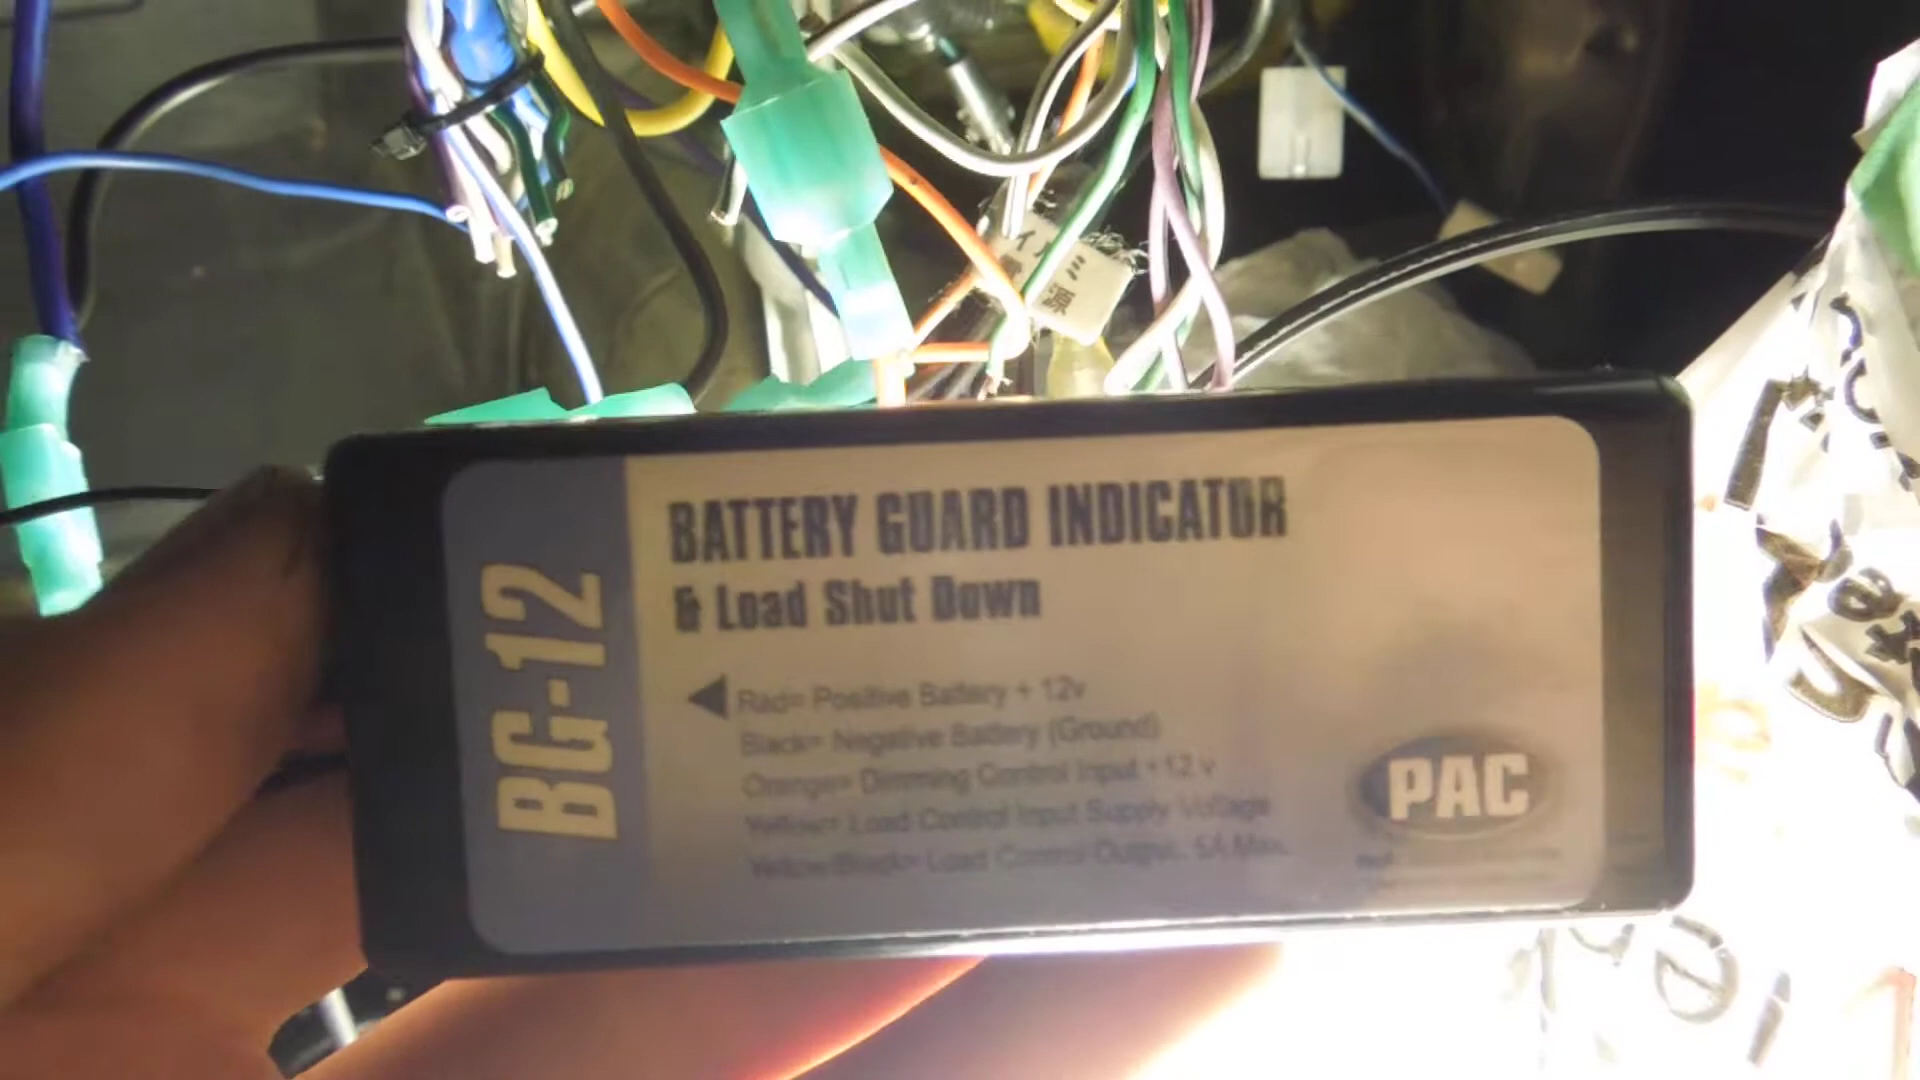 BG-12
BATTERY GUARD INDICATOR
& Load Shut Down
Red= Positive Battery + 12v
Black= Negative Battery (Ground)
Orange= Dimming Control Input +12 v
Yellow= Load Control Input Supply Voltage
Yellow/Black= Load Control Output. 5A Max.
PAC